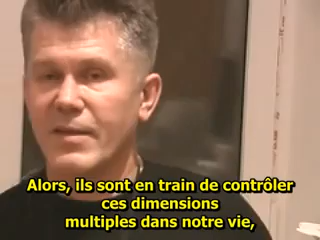 Alors, ils sont en train de contrôler
ces dimensions
multiples dans notre vie,